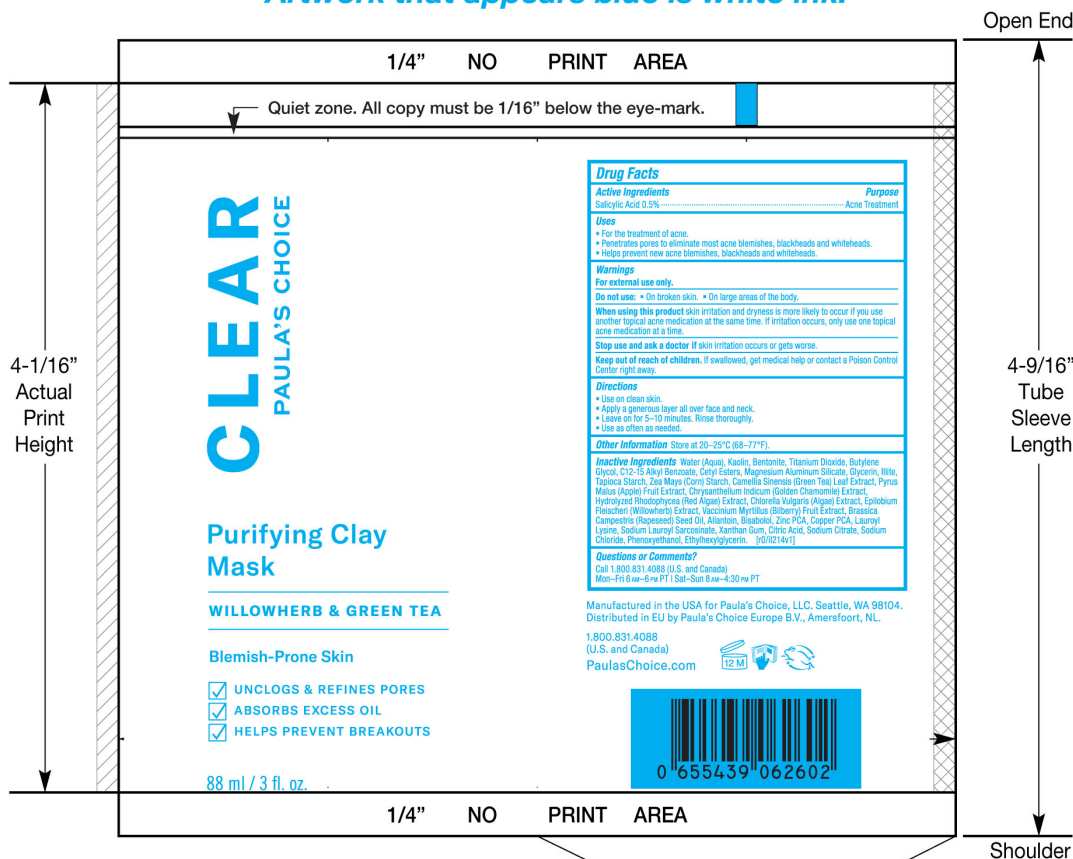 Artwork that appears blue is white ink.
Open End
1/4” NO PRINT AREA
Quiet zone. All copy must be 1/16” below the eye-mark.
4-1/16”
Actual
Print
Height
4-9/16”
Tube
Sleeve
Length
CLEAR
PAULA'S CHOICE
Purifying Clay
Mask
WILLOWHERB & GREEN TEA
Blemish-Prone Skin
UNCLOGS & REFINES PORES
ABSORBS EXCESS OIL
HELPS PREVENT BREAKOUTS
88 ml / 3 fl. oz.
Drug Facts
Active Ingredients Purpose
Salicylic Acid 0.5% Acne Treatment
Uses
▪ For the treatment of acne.
▪ Penetrates pores to eliminate most acne blemishes, blackheads and whiteheads.
▪ Helps prevent new acne blemishes, blackheads and whiteheads.
Warnings
For external use only.
Do not use: ▪ On broken skin. ▪ On large areas of the body.
When using this product skin irritation and dryness is more likely to occur if you use
another topical acne medication at the same time. If irritation occurs, only use one topical
acne medication at a time.
Stop use and ask a doctor if skin irritation occurs or gets worse.
Keep out of reach of children. If swallowed, get medical help or contact a Poison Control
Center right away.
Directions
▪ Use on clean skin.
▪ Apply a generous layer all over face and neck.
▪ Leave on for 5–10 minutes. Rinse thoroughly.
▪ Use as often as needed.
Other Information Store at 20–25°C (68–77°F).
Inactive Ingredients Water (Aqua), Kaolin, Bentonite, Titanium Dioxide, Butylene
Glycol, C12-15 Alkyl Benzoate, Cetyl Esters, Magnesium Aluminum Silicate, Glycerin, Illite,
Tapioca Starch, Zea Mays (Corn) Starch, Camellia Sinensis (Green Tea) Leaf Extract, Pyrus
Malus (Apple) Fruit Extract, Chrysanthellum Indicum (Golden Chamomile) Extract,
Hydrolyzed Rhodophycea (Red Algae) Extract, Chlorella Vulgaris (Algae) Extract, Epilobium
Fleischeri (Willowherb) Extract, Vaccinium Myrtillus (Bilberry) Fruit Extract, Brassica
Campestris (Rapeseed) Seed Oil, Allantoin, Bisabolol, Zinc PCA, Copper PCA, Lauroyl
Lysine, Sodium Lauroyl Sarcosinate, Xanthan Gum, Citric Acid, Sodium Citrate, Sodium
Chloride, Phenoxyethanol, Ethylhexylglycerin. [r0/il214v1]
Questions or Comments?
Call 1.800.831.4088 (U.S. and Canada)
Mon–Fri 6 AM–6 PM PT | Sat–Sun 8 AM–4:30 PM PT
Manufactured in the USA for Paula's Choice, LLC. Seattle, WA 98104.
Distributed in EU by Paula's Choice Europe B.V., Amersfoort, NL.
1.800.831.4088
(U.S. and Canada)
PaulasChoice.com
12 M
0 655439 062602
1/4” NO PRINT AREA
Shoulder